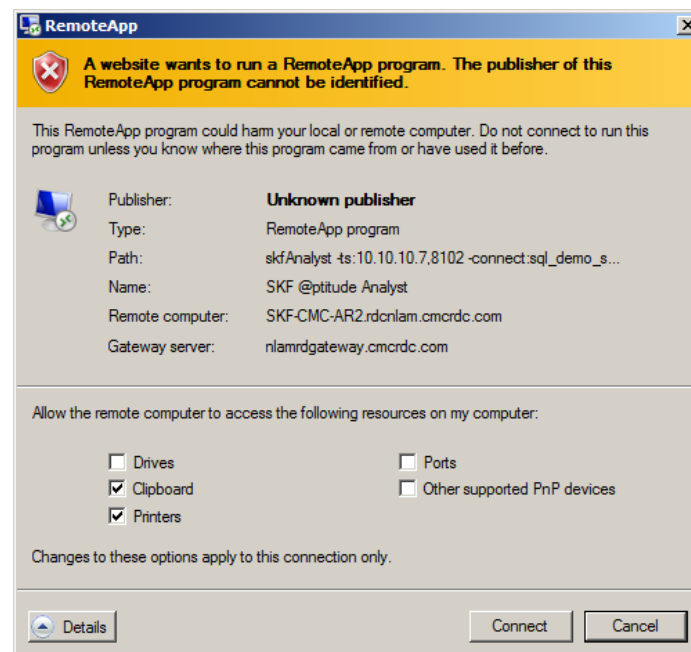 RemoteApp
A website wants to run a RemoteApp program. The publisher of this
RemoteApp program cannot be identified.
This RemoteApp program could harm your local or remote computer. Do not connect to run this
program unless you know where this program came from or have used it before.
Publisher: Unknown publisher
Type: RemoteApp program
Path: skfAnalyst -ts:10.10.10.7,8102 -connect:sql_demo_s...
Name: SKF @ptitude Analyst
Remote computer: SKF-CMC-AR2.rdcnlam.cmcrdc.com
Gateway server: nlamrdgateway.cmcrdc.com
Allow the remote computer to access the following resources on my computer:
Drives Ports
Clipboard Other supported PnP devices
Printers
Changes to these options apply to this connection only.
Details Connect Cancel